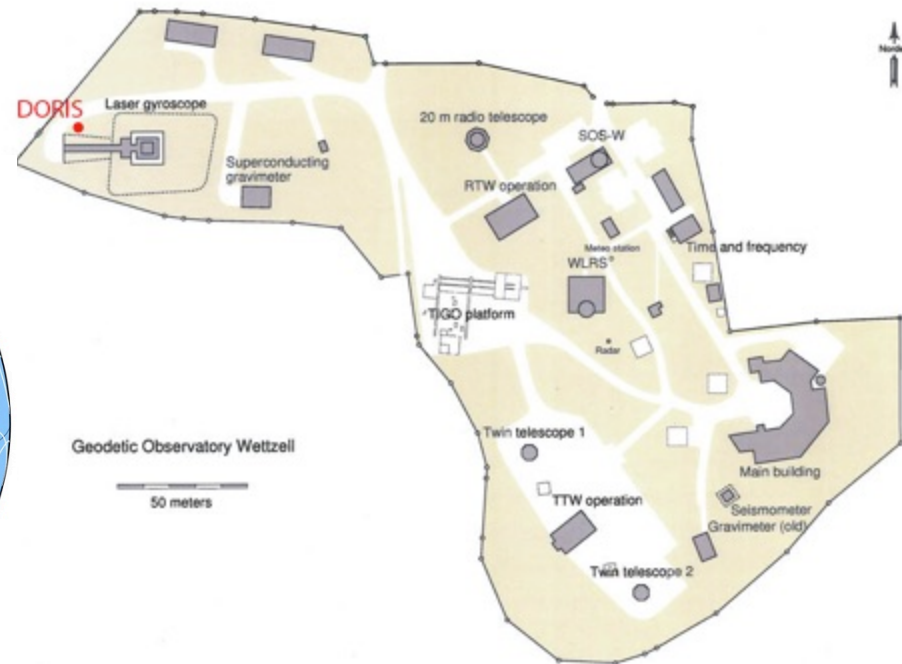 Norden
DORIS
Laser gyroscope
20 m radio telescope
SOS-W
Superconducting
gravimeter
RTW operation
Meteo station
Time and frequency
WLRS
TIGO platform
Radar
Geodetic Observatory Wettzell
50 meters
Twin telescope 1
Main building
TTW operation
Seismometer
Gravimeter (old)
Twin telescope 2